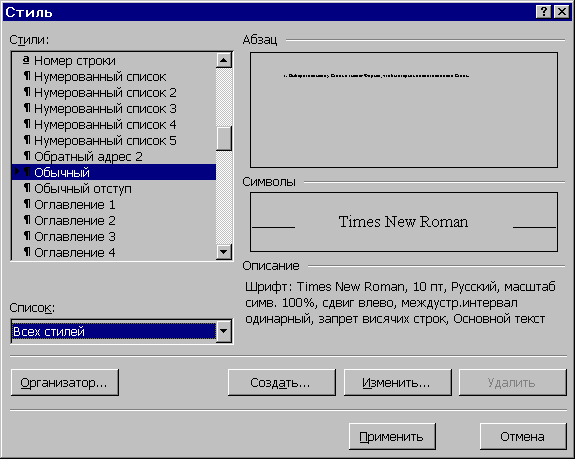 Стиль
Стили:
a Номер строки
¶ Нумерованный список
¶ Нумерованный список 2
¶ Нумерованный список 3
¶ Нумерованный список 4
¶ Нумерованный список 5
¶ Обратный адрес 2
¶ Обычный
¶ Обычный отступ
¶ Оглавление 1
¶ Оглавление 2
¶ Оглавление 3
¶ Оглавление 4
Список:
Всех стилей
Абзац
Символы
Times New Roman
Описание
Шрифт: Times New Roman, 10 пт, Русский, масштаб
симв. 100%, сдвиг влево, междустр.интервал
одинарный, запрет висячих строк, Основной текст
Организатор...
Создать...
Изменить...
Удалить
Применить
Отмена